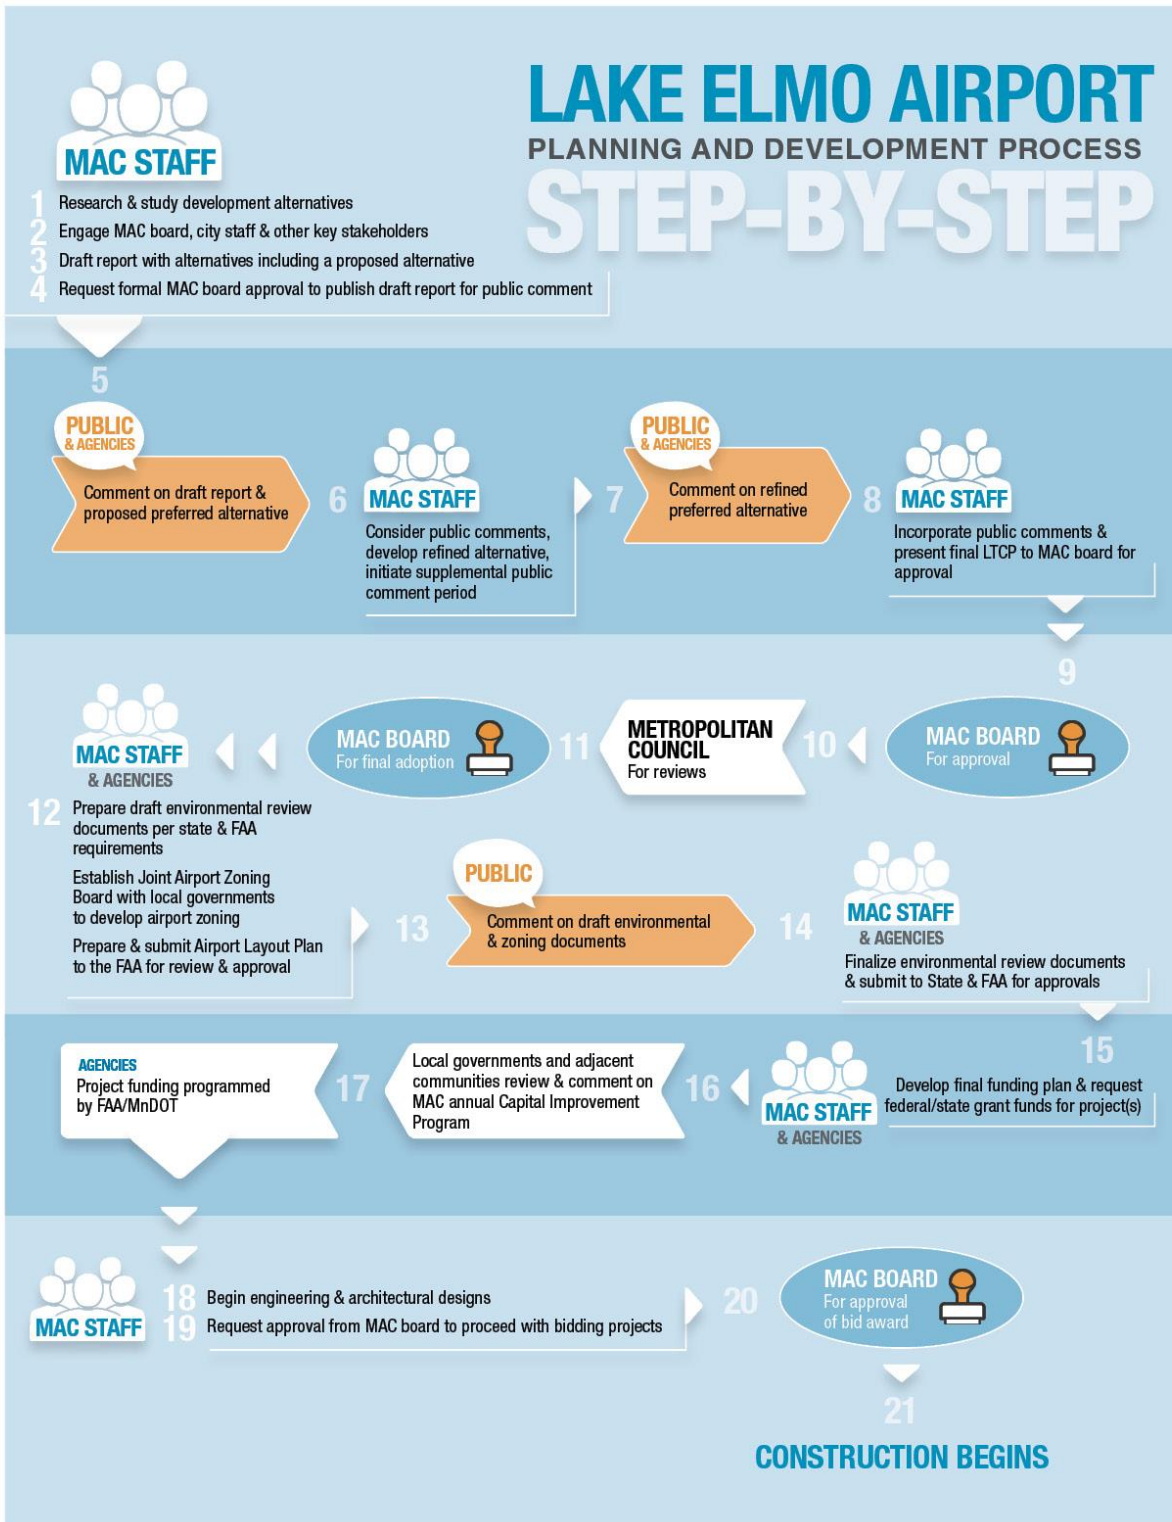 LAKE ELMO AIRPORT
PLANNING AND DEVELOPMENT PROCESS
STEP-BY-STEP
MAC STAFF
1 Research & study development alternatives
2 Engage MAC board, city staff & other key stakeholders
3 Draft report with alternatives including a proposed alternative
4 Request formal MAC board approval to publish draft report for public comment
5
PUBLIC
& AGENCIES
Comment on draft report &
proposed preferred alternative
6
MAC STAFF
Consider public comments,
develop refined alternative,
initiate supplemental public
comment period
7
PUBLIC
& AGENCIES
Comment on refined
preferred alternative
8
MAC STAFF
Incorporate public comments &
present final LTCP to MAC board for
approval
9
MAC BOARD
For approval
10
METROPOLITAN
COUNCIL
For reviews
11
MAC BOARD
For final adoption
MAC STAFF
& AGENCIES
12 Prepare draft environmental review
documents per state & FAA
requirements
Establish Joint Airport Zoning
Board with local governments
to develop airport zoning
Prepare & submit Airport Layout Plan
to the FAA for review & approval
13
PUBLIC
Comment on draft environmental
& zoning documents
14
MAC STAFF
& AGENCIES
Finalize environmental review documents
& submit to State & FAA for approvals
15
Develop final funding plan & request
federal/state grant funds for project(s)
MAC STAFF
& AGENCIES
16
Local governments and adjacent
communities review & comment on
MAC annual Capital Improvement
Program
17
AGENCIES
Project funding programmed
by FAA/MnDOT
MAC STAFF
18 Begin engineering & architectural designs
19 Request approval from MAC board to proceed with bidding projects
20
MAC BOARD
For approval
of bid award
21
CONSTRUCTION BEGINS